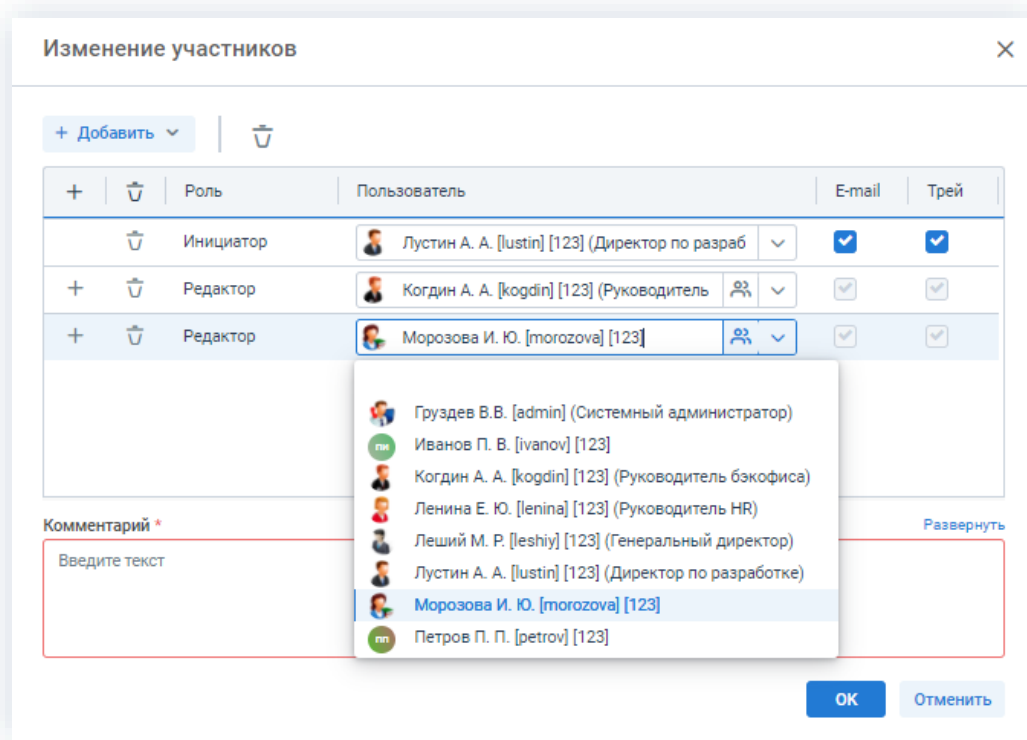 Изменение участников
+ Добавить
Роль Пользователь E-mail Трей
Инициатор Лустин А. А. [lustin] [123] (Директор по разраб
Редактор Когдин А. А. [kogdin] [123] (Руководитель
Редактор Морозова И. Ю. [morozova] [123]
Груздев В.В. [admin] (Системный администратор)
ПИ Иванов П. В. [ivanov] [123]
Когдин А. А. [kogdin] [123] (Руководитель бэкофиса)
Ленина Е. Ю. [lenina] [123] (Руководитель HR)
Леший М. Р. [leshiy] [123] (Генеральный директор)
Лустин А. А. [lustin] [123] (Директор по разработке)
Морозова И. Ю. [morozova] [123]
ПП Петров П. П. [petrov] [123]
Комментарий * Развернуть
Введите текст
ОК Отменить